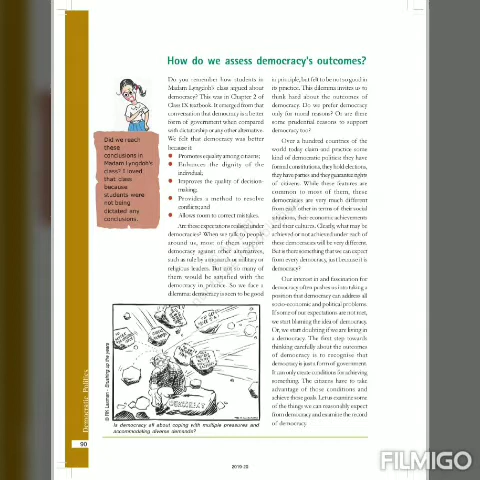 How do we assess democracy's outcomes?
Do you remember how students in
Madam Lyngdoh's class argued about
democracy? This was in Chapter 2 of
Class IX textbook. It emerged from that
conversation that democracy is a better
form of government when compared
with dictatorship or any other alternative.
We felt that democracy was better
because it:
Promotes equality among citizens;
Enhances the dignity of the
individual;
Improves the quality of decision-
making;
Provides a method to resolve
conflicts; and
Allows room to correct mistakes.
Are these expectations realised under
democracies? When we talk to people
around us, most of them support
democracy against other alternatives,
such as rule by a monarch or military or
religious leaders. But not so many of
them would be satisfied with the
democracy in practice. So we face a
dilemma: democracy is seen to be good
in principle, but felt to be not so good in
its practice. This dilemma invites us to
think hard about the outcomes of
democracy. Do we prefer democracy
only for moral reasons? Or are there
some prudential reasons to support
democracy too?
Over a hundred countries of the
world today claim and practice some
kind of democratic politics: they have
formal constitutions, they hold elections,
they have parties and they guarantee rights
of citizens. While these features are
common to most of them, these
democracies are very much different
from each other in terms of their social
situations, their economic achievements
and their cultures. Clearly, what may be
achieved or not achieved under each of
these democracies will be very different.
But is there something that we can expect
from every democracy, just because it is
democracy?
Our interest in and fascination for
democracy often pushes us into taking a
position that democracy can address all
socio-economic and political problems.
If some of our expectations are not met,
we start blaming the idea of democracy.
Or, we start doubting if we are living in
a democracy. The first step towards
thinking carefully about the outcomes
of democracy is to recognise that
democracy is just a form of government.
It can only create conditions for achieving
something. The citizens have to take
advantage of those conditions and
achieve those goals. Let us examine some
of the things we can reasonably expect
from democracy and examine the record
of democracy.
Did we reach
these
conclusions in
Madam Lyngdoh's
class? I loved
that class
because
students were
not being
dictated any
conclusions.
DEMOCRACY
© RK Laxman - Brushing up the years
Is democracy all about coping with multiple pressures and
accommodating diverse demands?
Democratic Politics
90
2019-20
FILMIGO